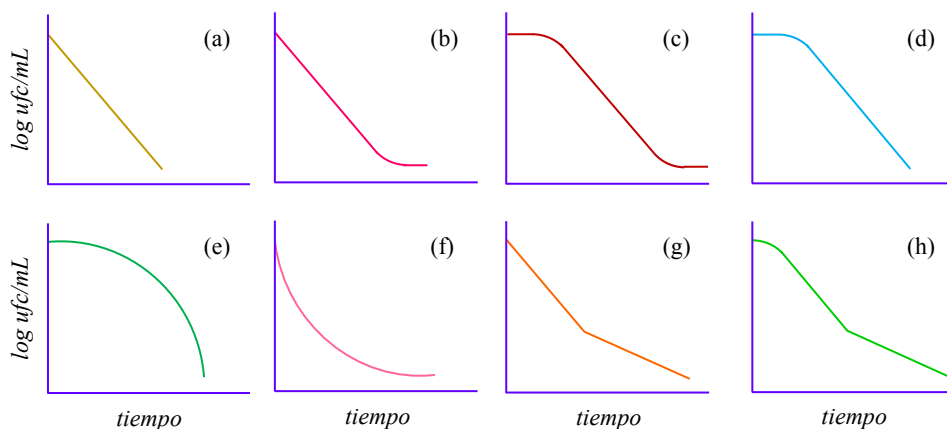 log ufc/mL
(a)
(b)
(c)
(d)
log ufc/mL
(e)
(f)
(g)
(h)
tiempo
tiempo
tiempo
tiempo